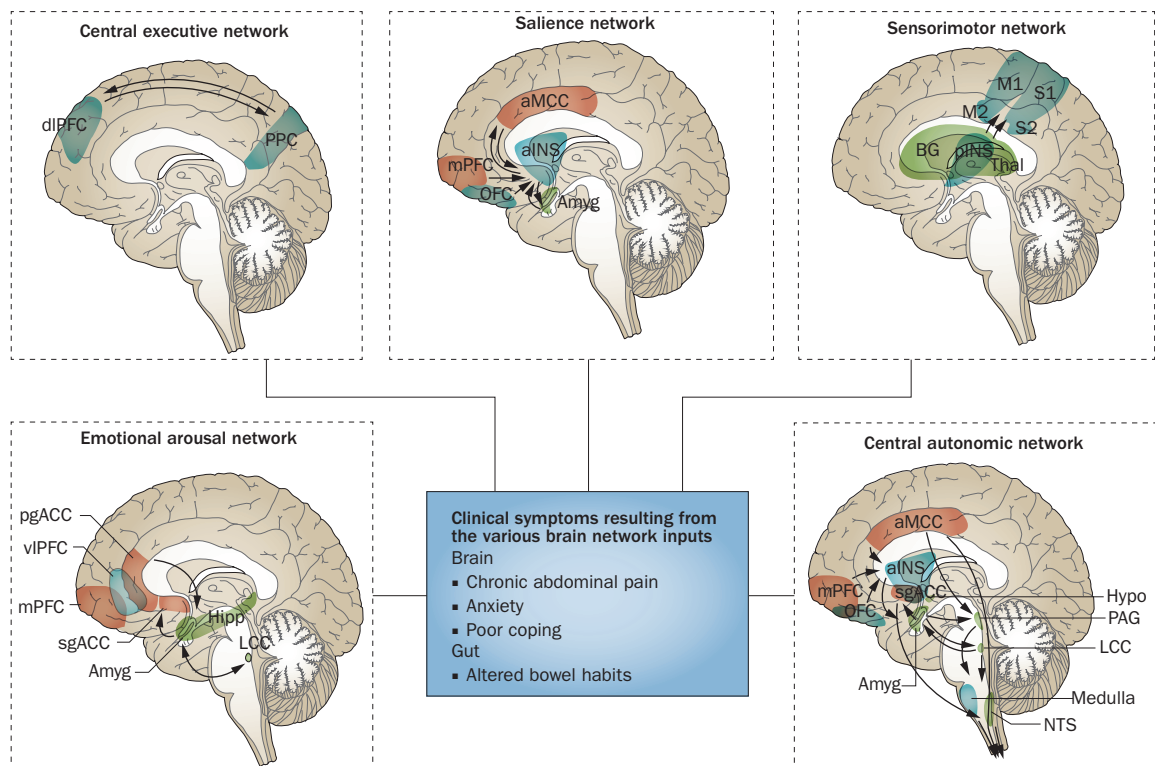 Central executive network
dlPFC
PPC
Salience network
aMCC
aINS
mPFC
OFC
Amyg
Sensorimotor network
M1
S1
M2
S2
BG
pINS
Thal
Emotional arousal network
pgACC
vlPFC
mPFC
sgACC
Amyg
Hipp
LCC
Clinical symptoms resulting from
the various brain network inputs
Brain
▪ Chronic abdominal pain
▪ Anxiety
▪ Poor coping
Gut
▪ Altered bowel habits
Central autonomic network
aMCC
aINS
mPFC
sgACC
OFC
Hypo
PAG
LCC
Amyg
Medulla
NTS